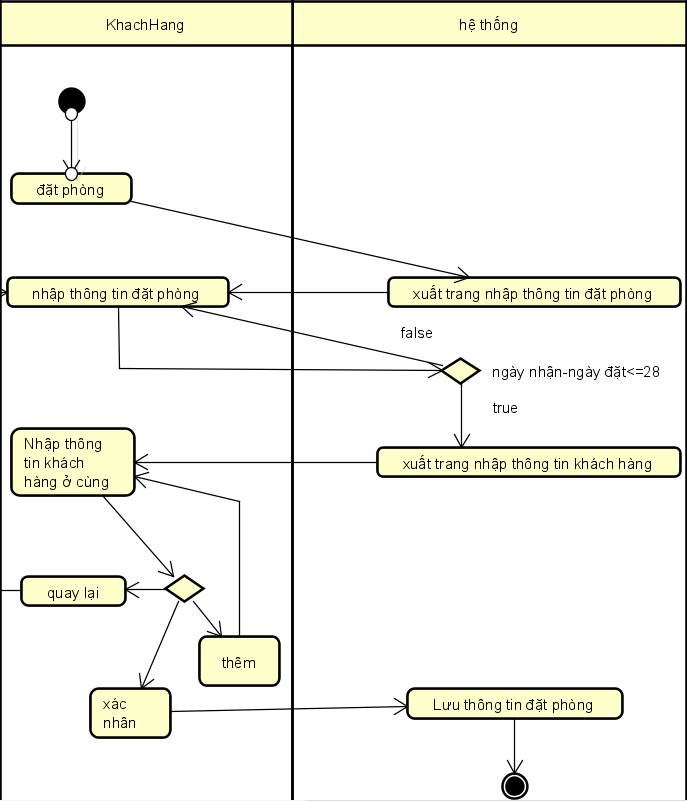 KhachHang
hệ thống
đặt phòng
nhập thông tin đặt phòng
xuất trang nhập thông tin đặt phòng
false
ngày nhận-ngày đặt<=28
true
Nhập thông
tin khách
hàng ở cùng
xuất trang nhập thông tin khách hàng
quay lại
thêm
xác
nhân
Lưu thông tin đặt phòng